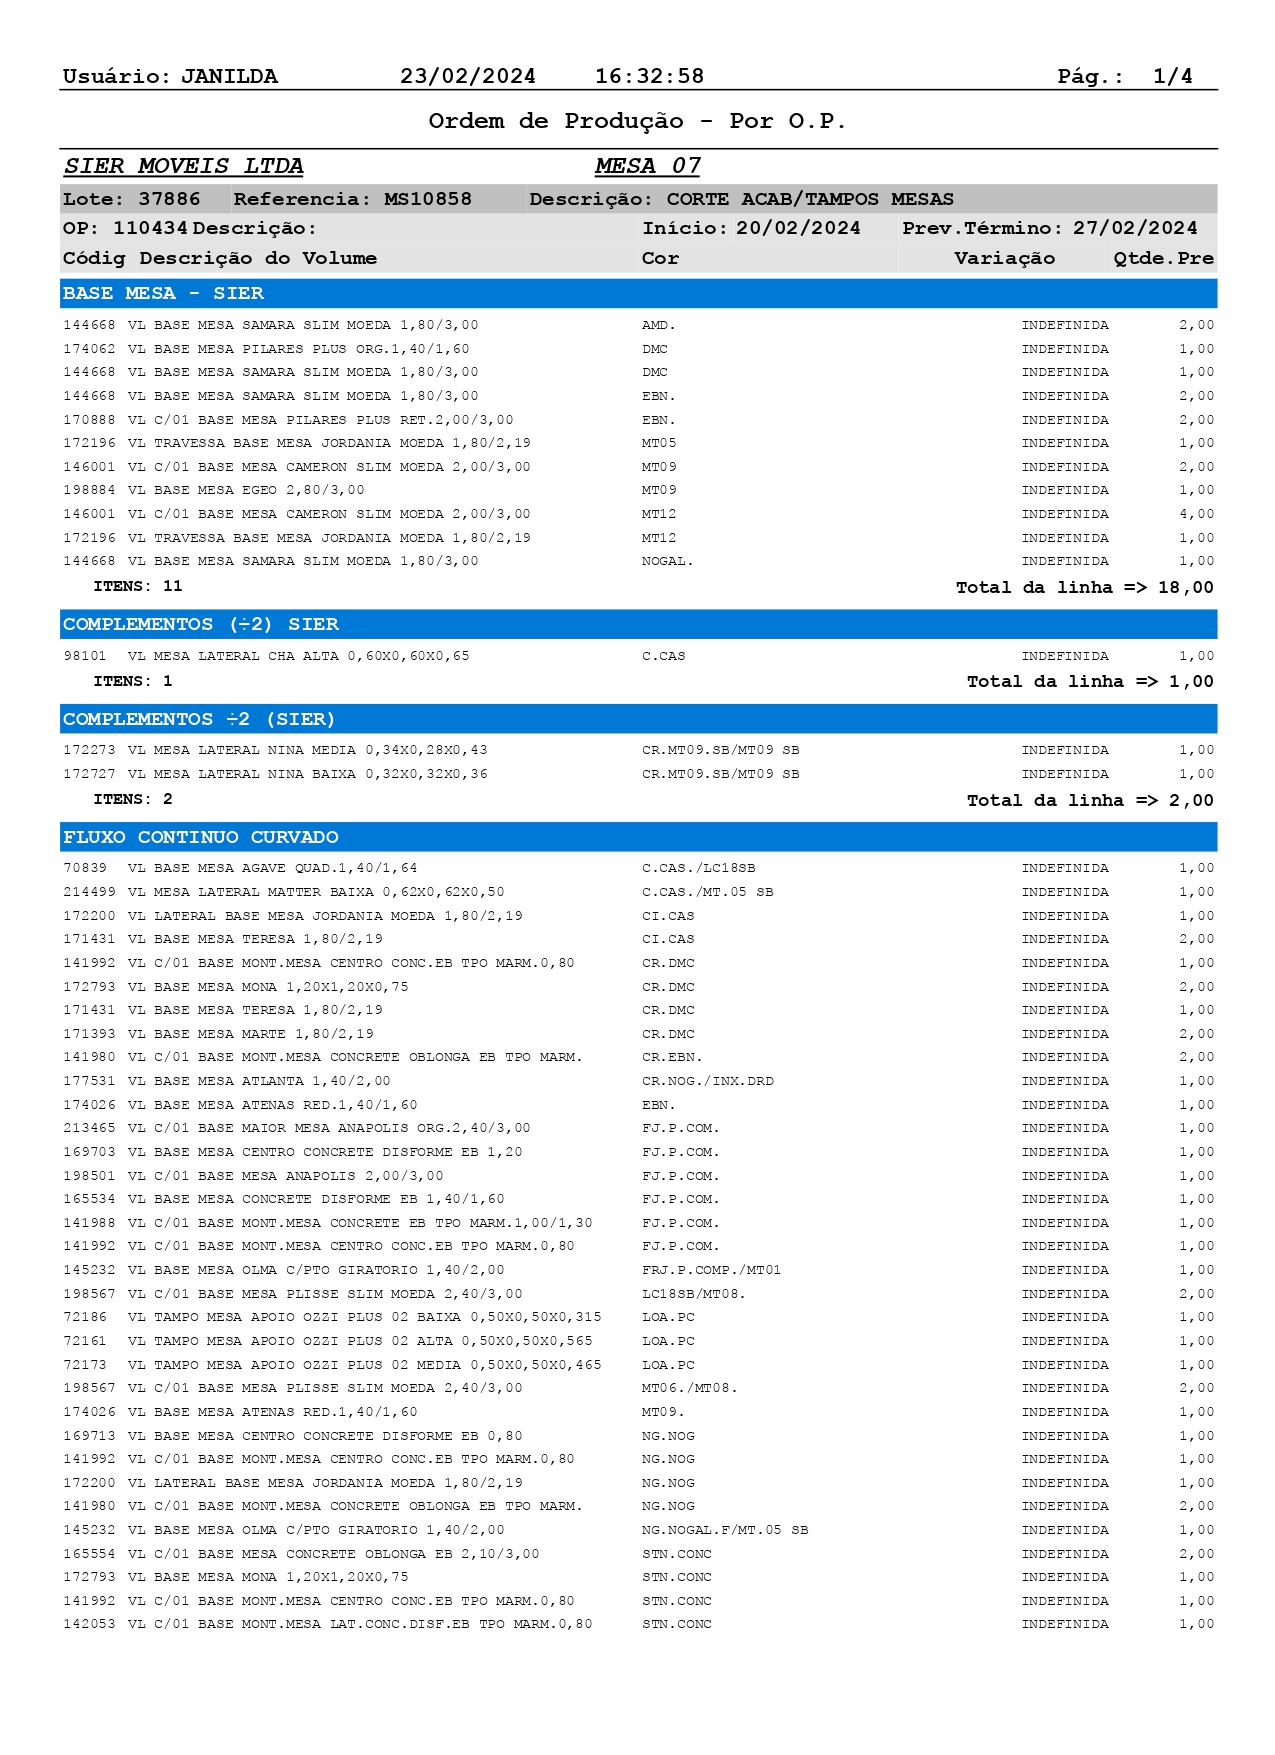 Usuário: JANILDA 23/02/2024 16:32:58 Pág.: 1/4
Ordem de Produção - Por O.P.
SIER MOVEIS LTDA MESA 07
Lote: 37886 Referencia: MS10858 Descrição: CORTE ACAB/TAMPOS MESAS
OP: 110434 Descrição: Início: 20/02/2024 Prev.Término: 27/02/2024
Códig Descrição do Volume Cor Variação Qtde.Pre
BASE MESA - SIER
144668 VL BASE MESA SAMARA SLIM MOEDA 1,80/3,00 AMD. INDEFINIDA 2,00
174062 VL BASE MESA PILARES PLUS ORG.1,40/1,60 DMC INDEFINIDA 1,00
144668 VL BASE MESA SAMARA SLIM MOEDA 1,80/3,00 DMC INDEFINIDA 1,00
144668 VL BASE MESA SAMARA SLIM MOEDA 1,80/3,00 EBN. INDEFINIDA 2,00
170888 VL C/01 BASE MESA PILARES PLUS RET.2,00/3,00 EBN. INDEFINIDA 2,00
172196 VL TRAVESSA BASE MESA JORDANIA MOEDA 1,80/2,19 MT05 INDEFINIDA 1,00
146001 VL C/01 BASE MESA CAMERON SLIM MOEDA 2,00/3,00 MT09 INDEFINIDA 2,00
198884 VL BASE MESA EGEO 2,80/3,00 MT09 INDEFINIDA 1,00
146001 VL C/01 BASE MESA CAMERON SLIM MOEDA 2,00/3,00 MT12 INDEFINIDA 4,00
172196 VL TRAVESSA BASE MESA JORDANIA MOEDA 1,80/2,19 MT12 INDEFINIDA 1,00
144668 VL BASE MESA SAMARA SLIM MOEDA 1,80/3,00 NOGAL. INDEFINIDA 1,00
ITENS: 11 Total da linha => 18,00
COMPLEMENTOS (÷2) SIER
98101 VL MESA LATERAL CHA ALTA 0,60X0,60X0,65 C.CAS INDEFINIDA 1,00
ITENS: 1 Total da linha => 1,00
COMPLEMENTOS ÷2 (SIER)
172273 VL MESA LATERAL NINA MEDIA 0,34X0,28X0,43 CR.MT09.SB/MT09 SB INDEFINIDA 1,00
172727 VL MESA LATERAL NINA BAIXA 0,32X0,32X0,36 CR.MT09.SB/MT09 SB INDEFINIDA 1,00
ITENS: 2 Total da linha => 2,00
FLUXO CONTINUO CURVADO
70839 VL BASE MESA AGAVE QUAD.1,40/1,64 C.CAS./LC18SB INDEFINIDA 1,00
214499 VL MESA LATERAL MATTER BAIXA 0,62X0,62X0,50 C.CAS./MT.05 SB INDEFINIDA 1,00
172200 VL LATERAL BASE MESA JORDANIA MOEDA 1,80/2,19 CI.CAS INDEFINIDA 1,00
171431 VL BASE MESA TERESA 1,80/2,19 CI.CAS INDEFINIDA 2,00
141992 VL C/01 BASE MONT.MESA CENTRO CONC.EB TPO MARM.0,80 CR.DMC INDEFINIDA 1,00
172793 VL BASE MESA MONA 1,20X1,20X0,75 CR.DMC INDEFINIDA 2,00
171431 VL BASE MESA TERESA 1,80/2,19 CR.DMC INDEFINIDA 1,00
171393 VL BASE MESA MARTE 1,80/2,19 CR.DMC INDEFINIDA 2,00
141980 VL C/01 BASE MONT.MESA CONCRETE OBLONGA EB TPO MARM. CR.EBN. INDEFINIDA 2,00
177531 VL BASE MESA ATLANTA 1,40/2,00 CR.NOG./INX.DRD INDEFINIDA 1,00
174026 VL BASE MESA ATENAS RED.1,40/1,60 EBN. INDEFINIDA 1,00
213465 VL C/01 BASE MAIOR MESA ANAPOLIS ORG.2,40/3,00 FJ.P.COM. INDEFINIDA 1,00
169703 VL BASE MESA CENTRO CONCRETE DISFORME EB 1,20 FJ.P.COM. INDEFINIDA 1,00
198501 VL C/01 BASE MESA ANAPOLIS 2,00/3,00 FJ.P.COM. INDEFINIDA 1,00
165534 VL BASE MESA CONCRETE DISFORME EB 1,40/1,60 FJ.P.COM. INDEFINIDA 1,00
141988 VL C/01 BASE MONT.MESA CONCRETE EB TPO MARM.1,00/1,30 FJ.P.COM. INDEFINIDA 1,00
141992 VL C/01 BASE MONT.MESA CENTRO CONC.EB TPO MARM.0,80 FJ.P.COM. INDEFINIDA 1,00
145232 VL BASE MESA OLMA C/PTO GIRATORIO 1,40/2,00 FRJ.P.COMP./MT01 INDEFINIDA 1,00
198567 VL C/01 BASE MESA PLISSE SLIM MOEDA 2,40/3,00 LC18SB/MT08. INDEFINIDA 2,00
72186 VL TAMPO MESA APOIO OZZI PLUS 02 BAIXA 0,50X0,50X0,315 LOA.PC INDEFINIDA 1,00
72161 VL TAMPO MESA APOIO OZZI PLUS 02 ALTA 0,50X0,50X0,565 LOA.PC INDEFINIDA 1,00
72173 VL TAMPO MESA APOIO OZZI PLUS 02 MEDIA 0,50X0,50X0,465 LOA.PC INDEFINIDA 1,00
198567 VL C/01 BASE MESA PLISSE SLIM MOEDA 2,40/3,00 MT06./MT08. INDEFINIDA 2,00
174026 VL BASE MESA ATENAS RED.1,40/1,60 MT09. INDEFINIDA 1,00
169713 VL BASE MESA CENTRO CONCRETE DISFORME EB 0,80 NG.NOG INDEFINIDA 1,00
141992 VL C/01 BASE MONT.MESA CENTRO CONC.EB TPO MARM.0,80 NG.NOG INDEFINIDA 1,00
172200 VL LATERAL BASE MESA JORDANIA MOEDA 1,80/2,19 NG.NOG INDEFINIDA 1,00
141980 VL C/01 BASE MONT.MESA CONCRETE OBLONGA EB TPO MARM. NG.NOG INDEFINIDA 2,00
145232 VL BASE MESA OLMA C/PTO GIRATORIO 1,40/2,00 NG.NOGAL.F/MT.05 SB INDEFINIDA 1,00
165554 VL C/01 BASE MESA CONCRETE OBLONGA EB 2,10/3,00 STN.CONC INDEFINIDA 2,00
172793 VL BASE MESA MONA 1,20X1,20X0,75 STN.CONC INDEFINIDA 1,00
141992 VL C/01 BASE MONT.MESA CENTRO CONC.EB TPO MARM.0,80 STN.CONC INDEFINIDA 1,00
142053 VL C/01 BASE MONT.MESA LAT.CONC.DISF.EB TPO MARM.0,80 STN.CONC INDEFINIDA 1,00